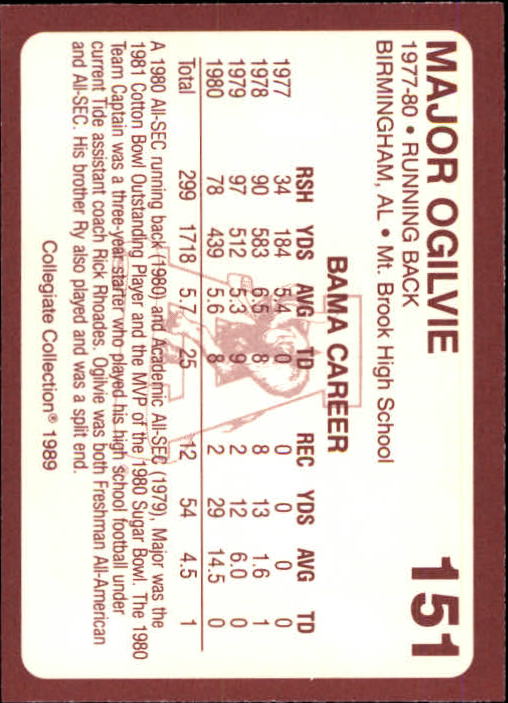 MAJOR OGILVIE 151
1977-80 • RUNNING BACK
BIRMINGHAM, AL • Mt. Brook High School
BAMA CAREER
RSH YDS AVG TD REC YDS AVG TD
1977 34 184 5.4 0 0 0 0 0
1978 90 583 6.5 8 8 13 1.6 1
1979 97 512 5.3 9 2 12 6.0 0
1980 78 439 5.6 8 2 29 14.5 0
Total 299 1718 5.7 25 12 54 4.5 1
A 1980 All-SEC running back (1980) and Academic All-SEC (1979), Major was the
1981 Cotton Bowl Outstanding Player and the MVP of the 1980 Sugar Bowl. The 1980
Team Captain was a three-year starter who played his high school football under
current Tide assistant coach Rick Rhoades. Ogilvie was both Freshman All-American
and All-SEC. His brother Ry also played and was a split end.
Collegiate Collection® 1989